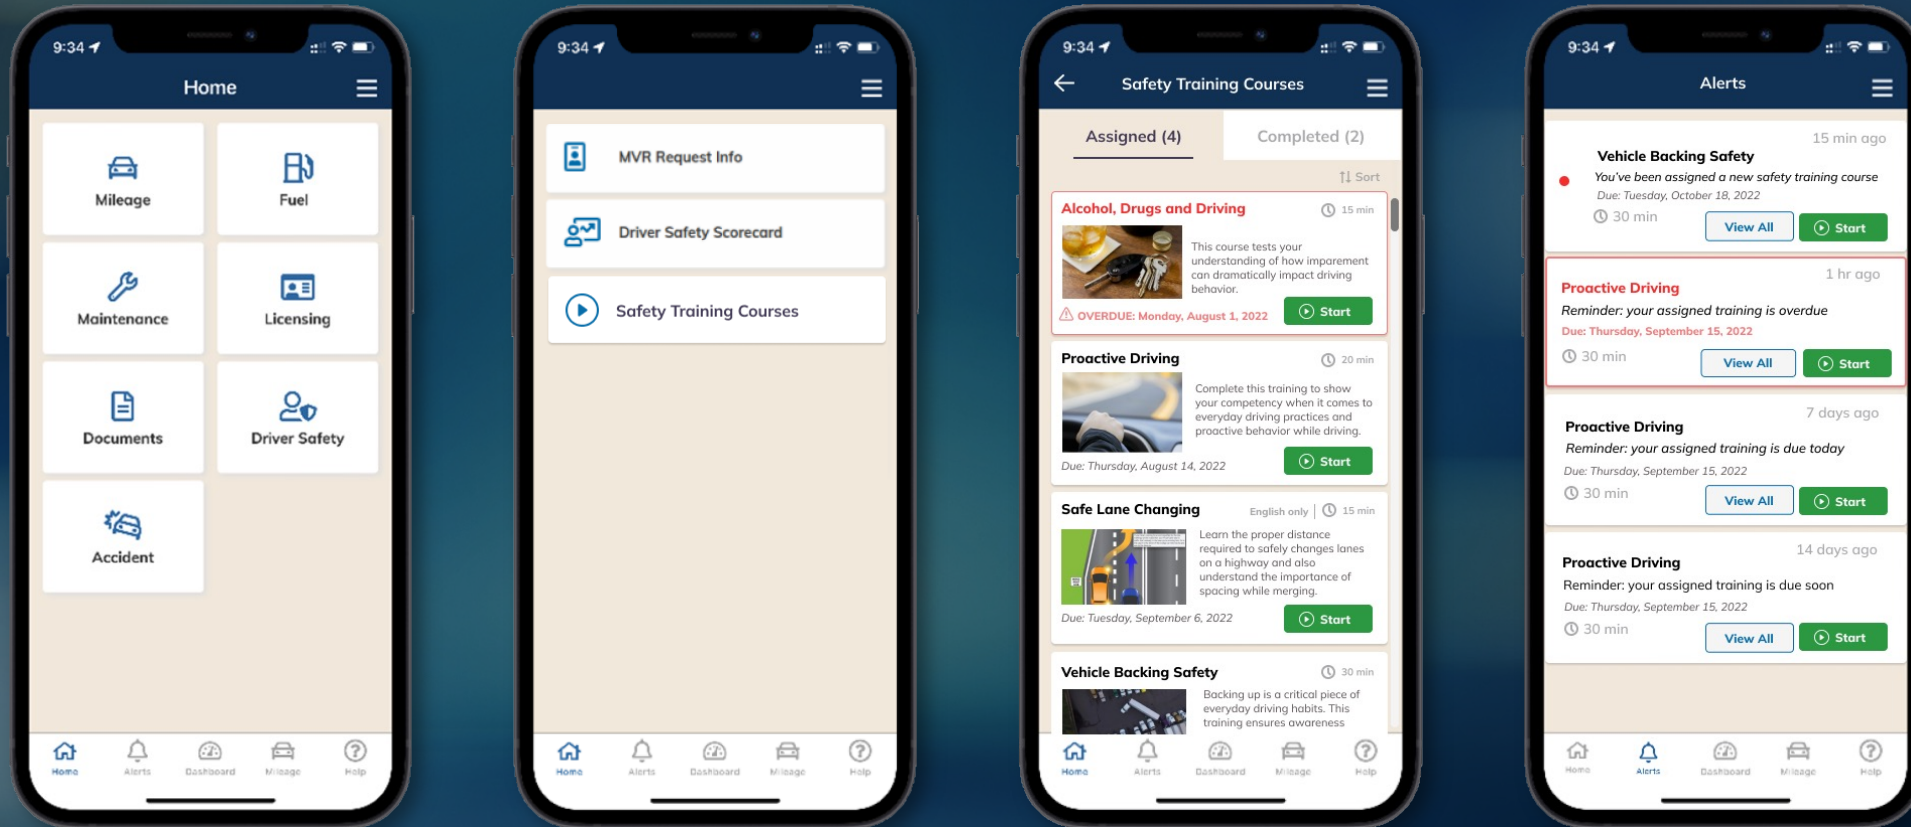 9:34
Home
Mileage
Fuel
Maintenance
Licensing
Documents
Driver Safety
Accident
Home
Alerts
Dashboard
Mileage
Help
9:34
MVR Request Info
Driver Safety Scorecard
Safety Training Courses
Home
Alerts
Dashboard
Mileage
Help
9:34
Safety Training Courses
Assigned (4)
Completed (2)
Sort
Alcohol, Drugs and Driving
15 min
This course tests your
understanding of how imparement
can dramatically impact driving
behavior.
OVERDUE: Monday, August 1, 2022
Start
Proactive Driving
20 min
Complete this training to show
your competency when it comes to
everyday driving practices and
proactive behavior while driving.
Due: Thursday, August 14, 2022
Start
Safe Lane Changing
English only
15 min
Learn the proper distance
required to safely changes lanes
on a highway and also
understand the importance of
spacing while merging.
Due: Tuesday, September 6, 2022
Start
Vehicle Backing Safety
30 min
Backing up is a critical piece of
everyday driving habits. This
training ensures awareness
Home
Alerts
Dashboard
Mileage
Help
9:34
Alerts
15 min ago
Vehicle Backing Safety
You've been assigned a new safety training course
Due: Tuesday, October 18, 2022
30 min
View All
Start
1 hr ago
Proactive Driving
Reminder: your assigned training is overdue
Due: Thursday, September 15, 2022
30 min
View All
Start
7 days ago
Proactive Driving
Reminder: your assigned training is due today
Due: Thursday, September 15, 2022
30 min
View All
Start
14 days ago
Proactive Driving
Reminder: your assigned training is due soon
Due: Thursday, September 15, 2022
30 min
View All
Start
Home
Alerts
Dashboard
Mileage
Help